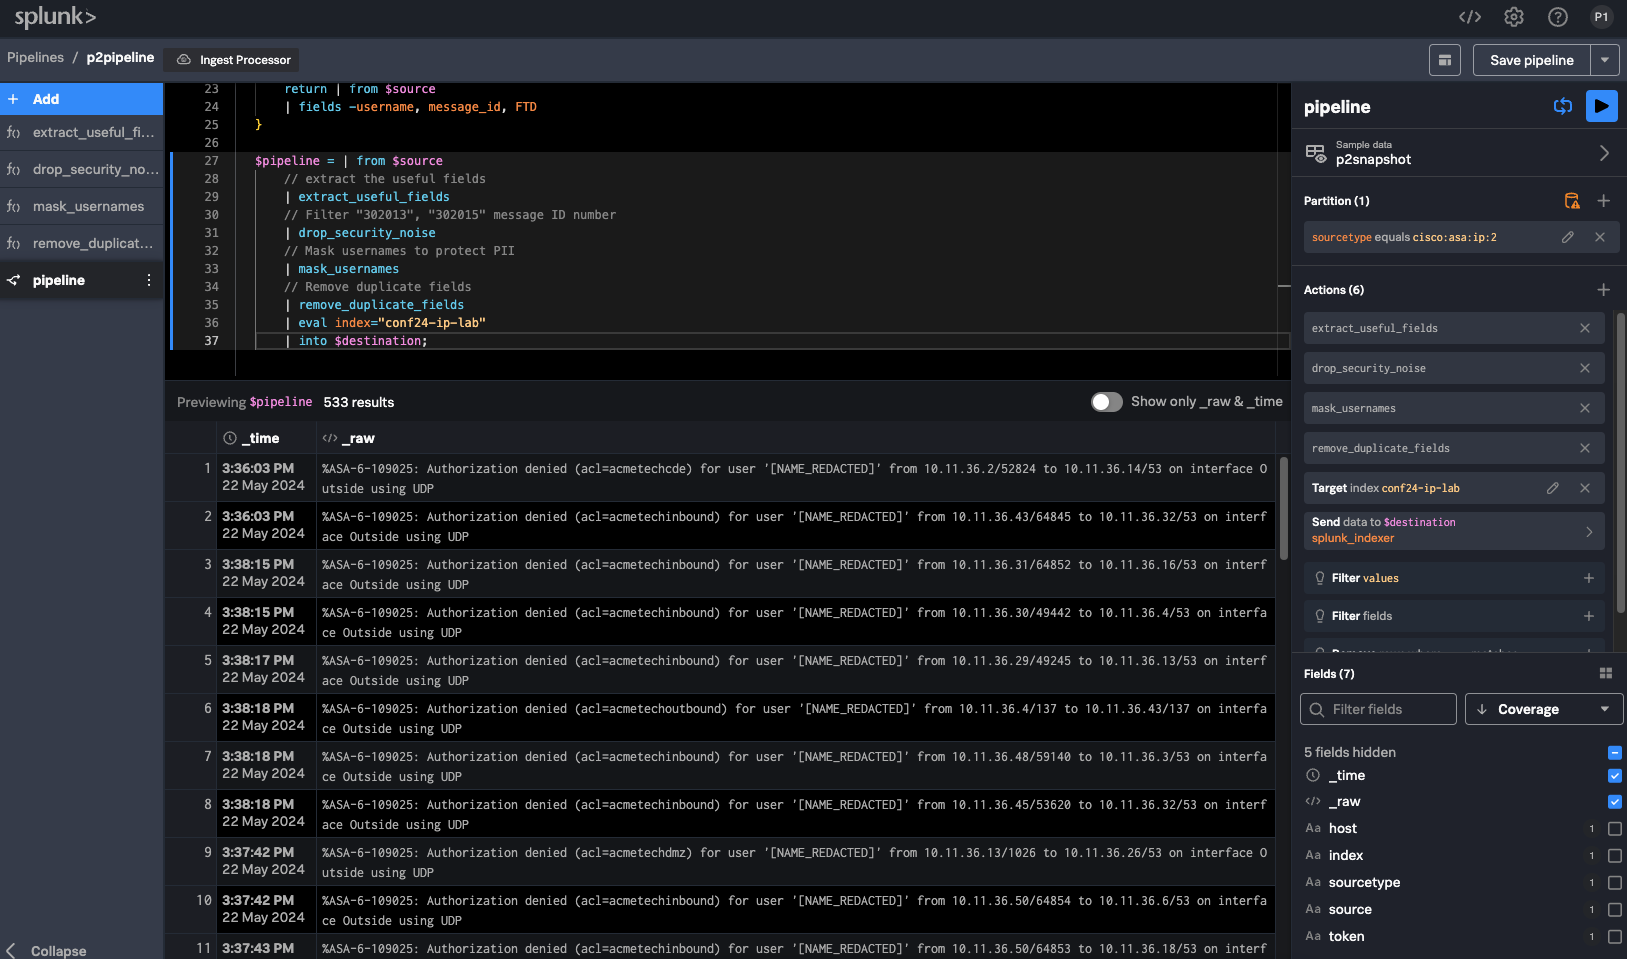 splunk>
P1
Pipelines / p2pipeline
Ingest Processor
Save pipeline
Add
extract_useful_fi...
drop_security_no...
mask_usernames
remove_duplicat...
pipeline
Collapse
23 return | from $source
24 | fields -username, message_id, FTD
25 }
26
27 $pipeline = | from $source
28 // extract the useful fields
29 | extract_useful_fields
30 // Filter "302013", "302015" message ID number
31 | drop_security_noise
32 // Mask usernames to protect PII
33 | mask_usernames
34 // Remove duplicate fields
35 | remove_duplicate_fields
36 | eval index="conf24-ip-lab"
37 | into $destination;
Previewing $pipeline 533 results
Show only _raw & _time
_time </> _raw
1 3:36:03 PM %ASA-6-109025: Authorization denied (acl=acmetechcde) for user '[NAME_REDACTED]' from 10.11.36.2/52824 to 10.11.36.14/53 on interface O
22 May 2024 utside using UDP
2 3:36:03 PM %ASA-6-109025: Authorization denied (acl=acmetechinbound) for user '[NAME_REDACTED]' from 10.11.36.43/64845 to 10.11.36.32/53 on interf
22 May 2024 ace Outside using UDP
3 3:38:15 PM %ASA-6-109025: Authorization denied (acl=acmetechinbound) for user '[NAME_REDACTED]' from 10.11.36.31/64852 to 10.11.36.16/53 on interf
22 May 2024 ace Outside using UDP
4 3:38:15 PM %ASA-6-109025: Authorization denied (acl=acmetechinbound) for user '[NAME_REDACTED]' from 10.11.36.30/49442 to 10.11.36.4/53 on interfa
22 May 2024 ce Outside using UDP
5 3:38:17 PM %ASA-6-109025: Authorization denied (acl=acmetechinbound) for user '[NAME_REDACTED]' from 10.11.36.29/49245 to 10.11.36.13/53 on interf
22 May 2024 ace Outside using UDP
6 3:38:18 PM %ASA-6-109025: Authorization denied (acl=acmetechoutbound) for user '[NAME_REDACTED]' from 10.11.36.4/137 to 10.11.36.43/137 on interfa
22 May 2024 ce Outside using UDP
7 3:38:18 PM %ASA-6-109025: Authorization denied (acl=acmetechinbound) for user '[NAME_REDACTED]' from 10.11.36.48/59140 to 10.11.36.3/53 on interfa
22 May 2024 ce Outside using UDP
8 3:38:18 PM %ASA-6-109025: Authorization denied (acl=acmetechinbound) for user '[NAME_REDACTED]' from 10.11.36.45/53620 to 10.11.36.32/53 on interf
22 May 2024 ace Outside using UDP
9 3:37:42 PM %ASA-6-109025: Authorization denied (acl=acmetechdmz) for user '[NAME_REDACTED]' from 10.11.36.13/1026 to 10.11.36.26/53 on interface O
22 May 2024 utside using UDP
10 3:37:42 PM %ASA-6-109025: Authorization denied (acl=acmetechinbound) for user '[NAME_REDACTED]' from 10.11.36.50/64854 to 10.11.36.6/53 on interfa
22 May 2024 ce Outside using UDP
11 3:37:43 PM %ASA-6-109025: Authorization denied (acl=acmetechinbound) for user '[NAME_REDACTED]' from 10.11.36.50/64853 to 10.11.36.18/53 on interf
pipeline
Sample data
p2snapshot
Partition (1)
sourcetype equals cisco:asa:ip:2
Actions (6)
extract_useful_fields
drop_security_noise
mask_usernames
remove_duplicate_fields
Target index conf24-ip-lab
Send data to $destination
splunk_indexer
Filter values
Filter fields
Fields (7)
Filter fields
Coverage
5 fields hidden
_time
</> _raw
Aa host 1
Aa index 1
Aa sourcetype 1
Aa source 1
Aa token 1